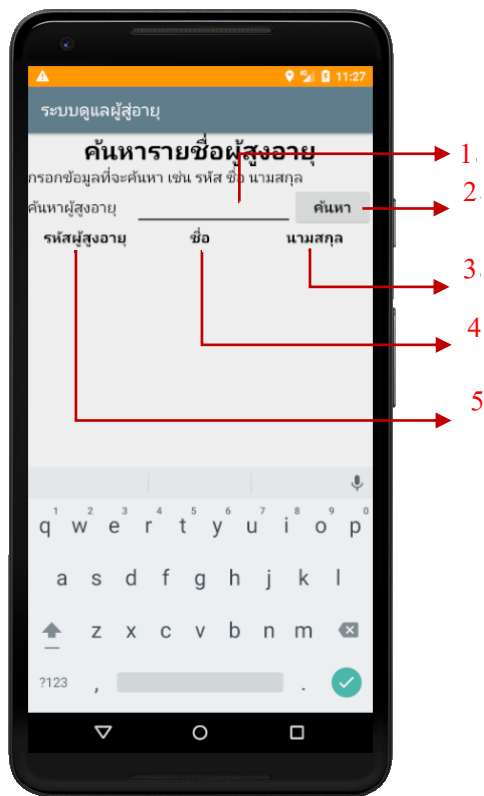 11:27
ระบบดูแลผู้สู่อายุ
ค้นหารายชื่อผู้สูงอายุ
1.
กรอกข้อมูลที่จะค้นหา เช่น รหัส ชื่อ นามสกุล
2.
ค้นหาผู้สูงอายุ ค้นหา
รหัสผู้สูงอายุ ชื่อ นามสกุล
3.
4
5
1 2 3 4 5 6 7 8 9 0
q w e r t y u i o p
a s d f g h j k l
z x c v b n m
?123 , .